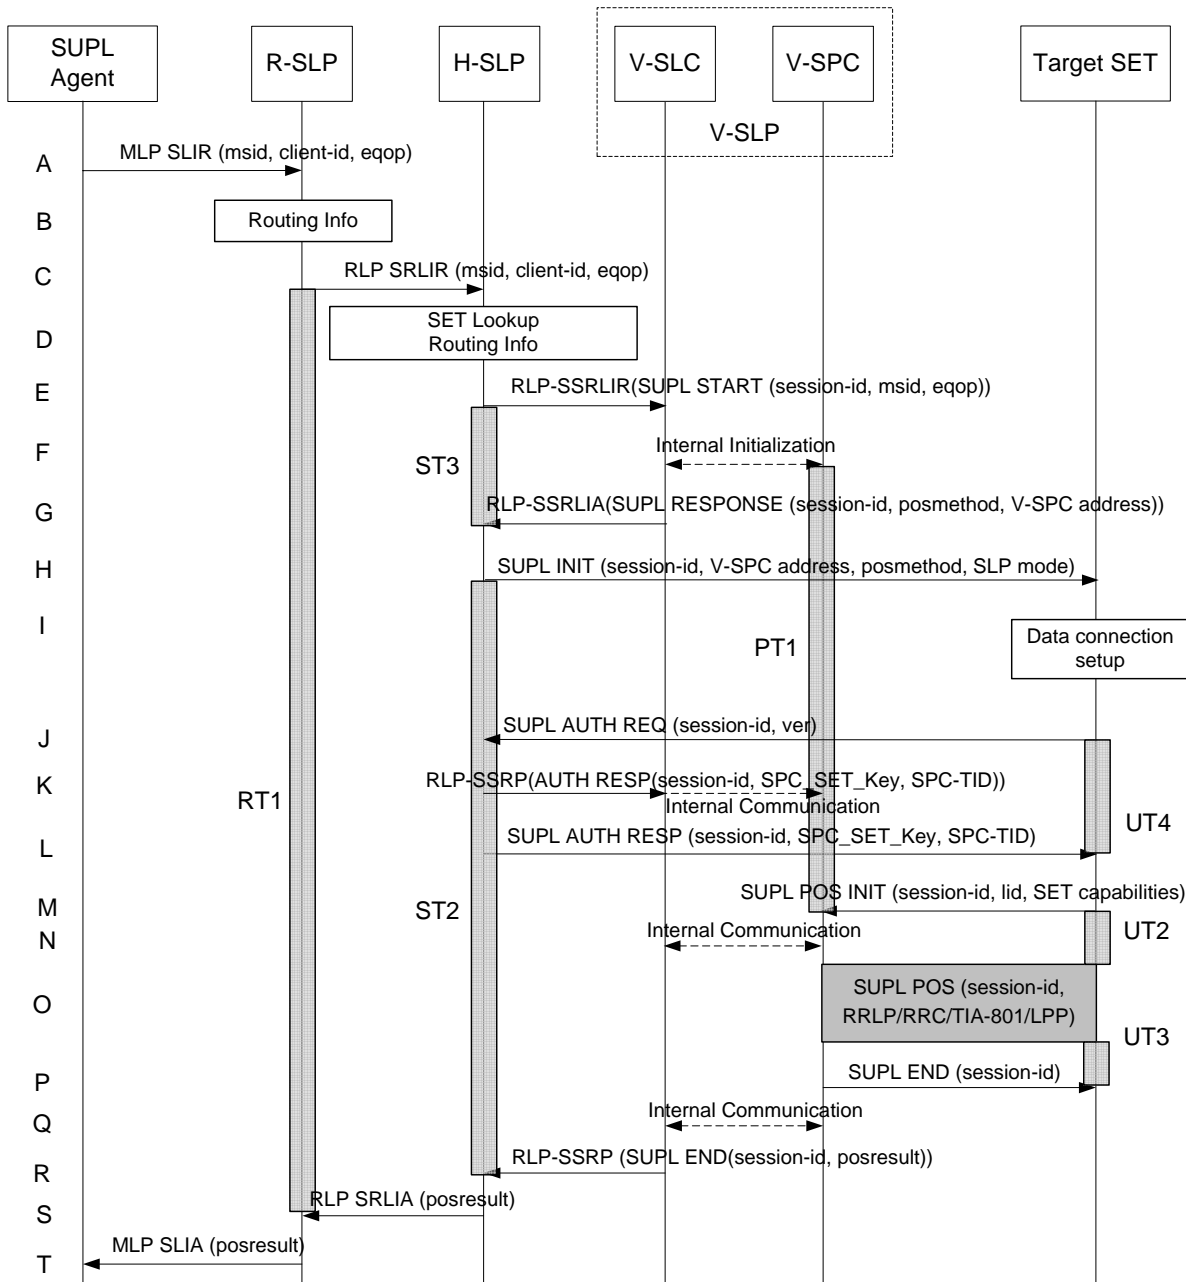 SUPL
Agent
R-SLP
H-SLP
V-SLC
V-SPC
Target SET
V-SLP
A
MLP SLIR (msid, client-id, eqop)
B
Routing Info
C
RLP SRLIR (msid, client-id, eqop)
D
SET Lookup
Routing Info
E
RLP-SSRLIR(SUPL START (session-id, msid, eqop))
F
Internal Initialization
ST3
G
RLP-SSRLIA(SUPL RESPONSE (session-id, posmethod, V-SPC address))
H
SUPL INIT (session-id, V-SPC address, posmethod, SLP mode)
I
Data connection
setup
PT1
J
SUPL AUTH REQ (session-id, ver)
K
RLP-SSRP(AUTH RESP(session-id, SPC_SET_Key, SPC-TID))
Internal Communication
RT1
UT4
L
SUPL AUTH RESP (session-id, SPC_SET_Key, SPC-TID)
M
SUPL POS INIT (session-id, lid, SET capabilities)
ST2
N
Internal Communication
UT2
O
SUPL POS (session-id,
RRLP/RRC/TIA-801/LPP)
UT3
P
SUPL END (session-id)
Q
Internal Communication
R
RLP-SSRP (SUPL END(session-id, posresult))
S
RLP SRLIA (posresult)
T
MLP SLIA (posresult)